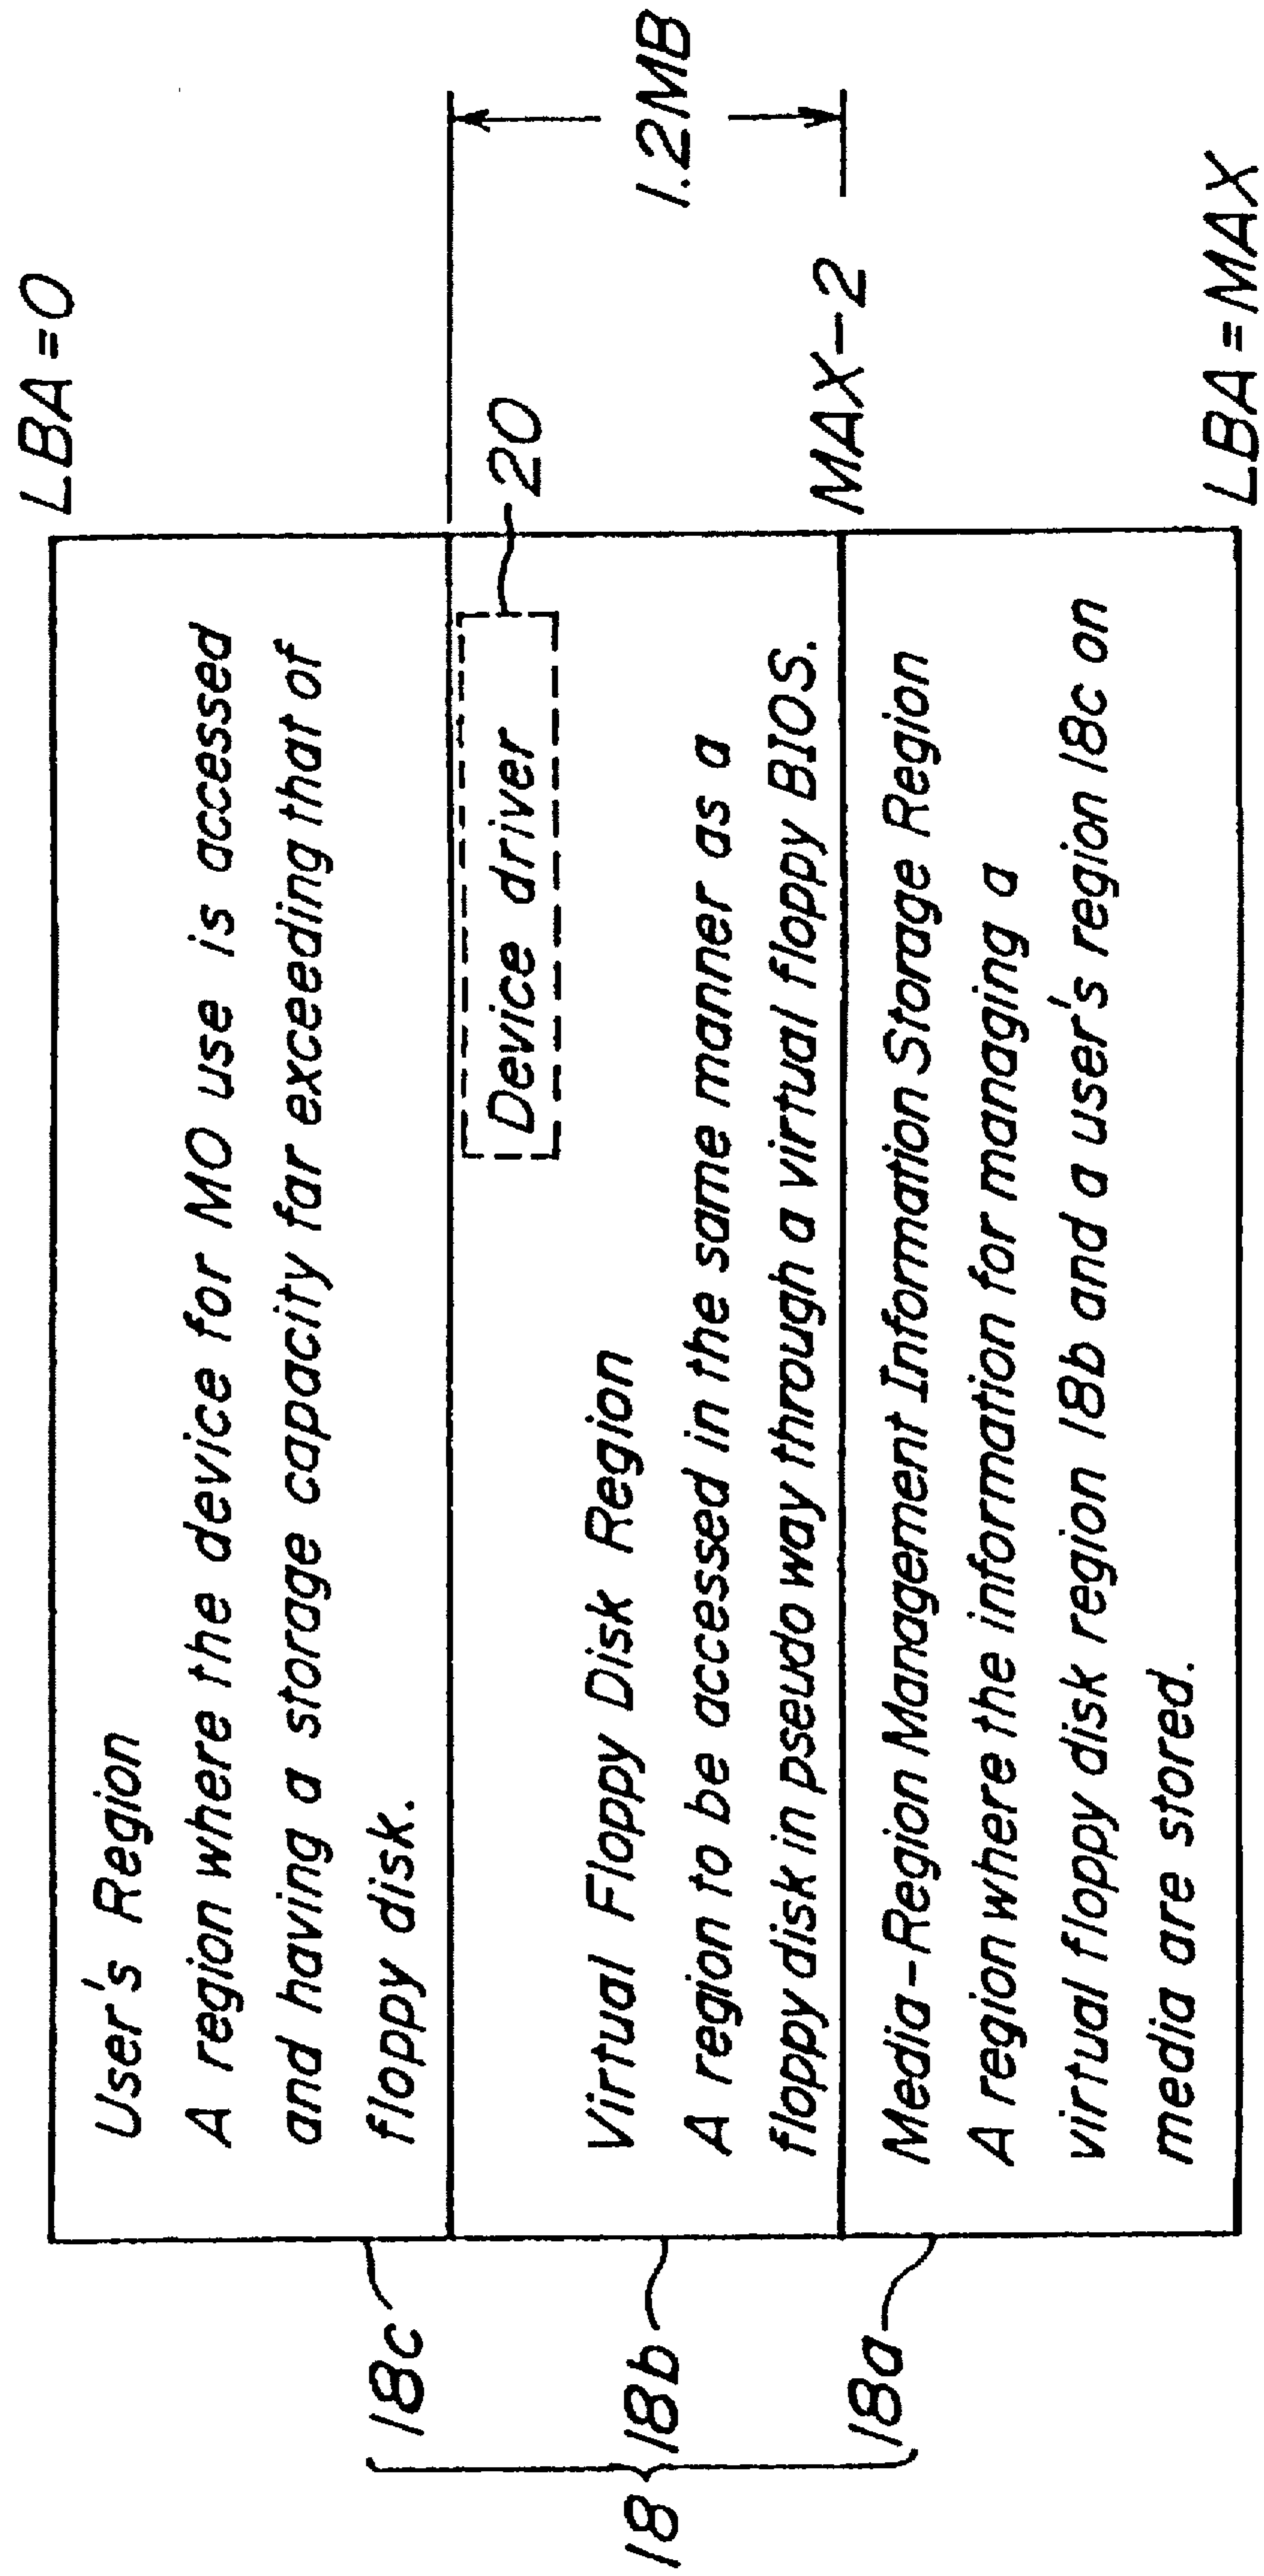 LBA=0
User's Region
A region where the device for MO use is accessed
and having a storage capacity far exceeding that of
floppy disk.
18c
Device driver
20
1.2MB
Virtual Floppy Disk Region
A region to be accessed in the same manner as a
floppy disk in pseudo way through a virtual floppy BIOS.
18
18b
MAX-2
Media-Region Management Information Storage Region
A region where the information for managing a
virtual floppy disk region 18b and a user's region 18c on
media are stored.
18a
LBA=MAX